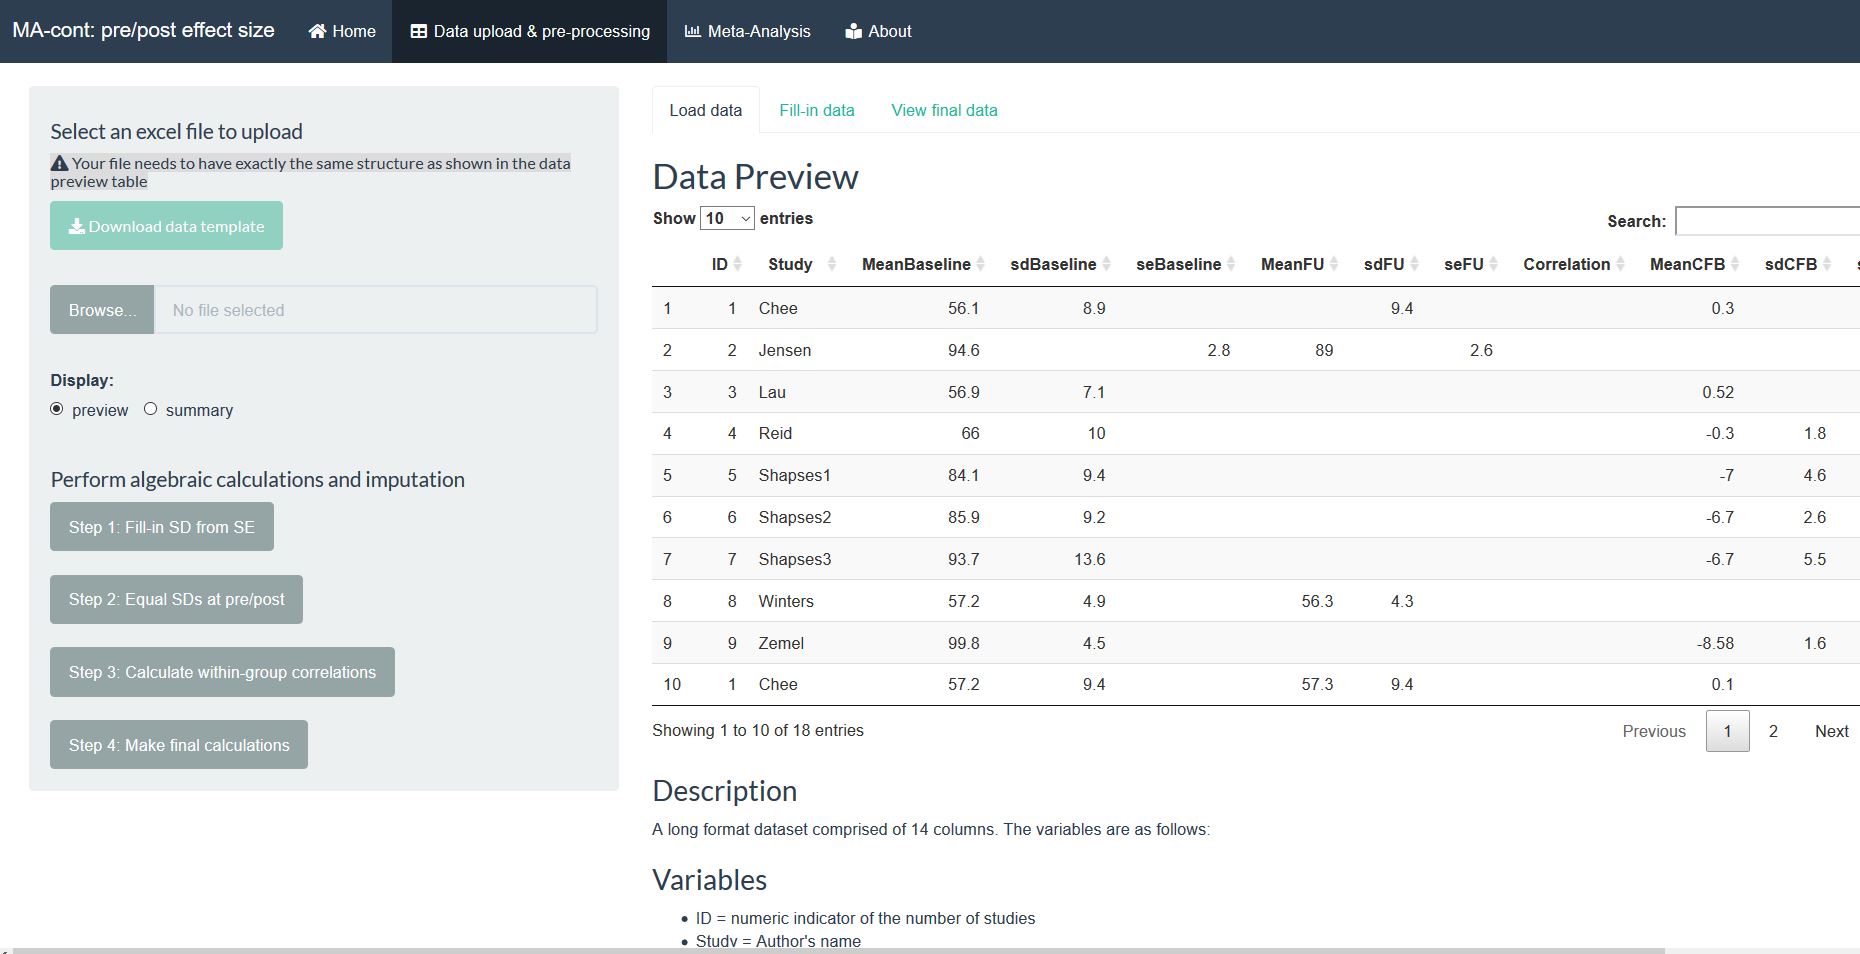 MA-cont: pre/post effect size Home Data upload & pre-processing Meta-Analysis About
Select an excel file to upload
Your file needs to have exactly the same structure as shown in the data
preview table
Download data template
Browse... No file selected
Display:
preview summary
Perform algebraic calculations and imputation
Step 1: Fill-in SD from SE
Step 2: Equal SDs at pre/post
Step 3: Calculate within-group correlations
Step 4: Make final calculations
Load data Fill-in data View final data
Data Preview
Show 10 entries Search:
ID Study MeanBaseline sdBaseline seBaseline MeanFU sdFU seFU Correlation MeanCFB sdCFB
1 1 Chee 56.1 8.9 9.4 0.3
2 2 Jensen 94.6 2.8 89 2.6
3 3 Lau 56.9 7.1 0.52
4 4 Reid 66 10 -0.3 1.8
5 5 Shapses1 84.1 9.4 -7 4.6
6 6 Shapses2 85.9 9.2 -6.7 2.6
7 7 Shapses3 93.7 13.6 -6.7 5.5
8 8 Winters 57.2 4.9 56.3 4.3
9 9 Zemel 99.8 4.5 -8.58 1.6
10 1 Chee 57.2 9.4 57.3 9.4 0.1
Showing 1 to 10 of 18 entries Previous 1 2 Next
Description
A long format dataset comprised of 14 columns. The variables are as follows:
Variables
• ID = numeric indicator of the number of studies
• Study = Author's name